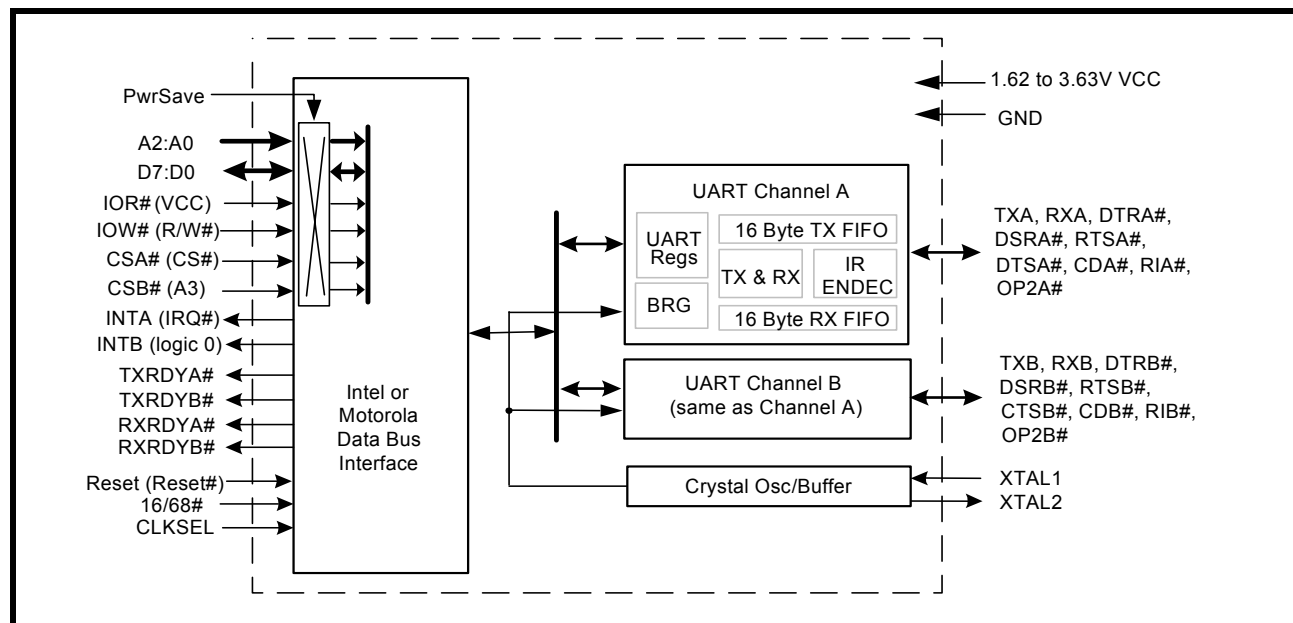 PwrSave
A2:A0
D7:D0
IOR# (VCC)
IOW# (R/W#)
CSA# (CS#)
CSB# (A3)
INTA (IRQ#)
INTB (logic 0)
TXRDYA#
TXRDYB#
RXRDYA#
RXRDYB#
Reset (Reset#)
16/68#
CLKSEL
Intel or
Motorola
Data Bus
Interface
UART Channel A
UART
Regs
BRG
16 Byte TX FIFO
TX & RX
IR
ENDEC
16 Byte RX FIFO
UART Channel B
(same as Channel A)
Crystal Osc/Buffer
1.62 to 3.63V VCC
GND
TXA, RXA, DTRA#,
DSRA#, RTSA#,
DTSA#, CDA#, RIA#,
OP2A#
TXB, RXB, DTRB#,
DSRB#, RTSB#,
CTSB#, CDB#, RIB#,
OP2B#
XTAL1
XTAL2